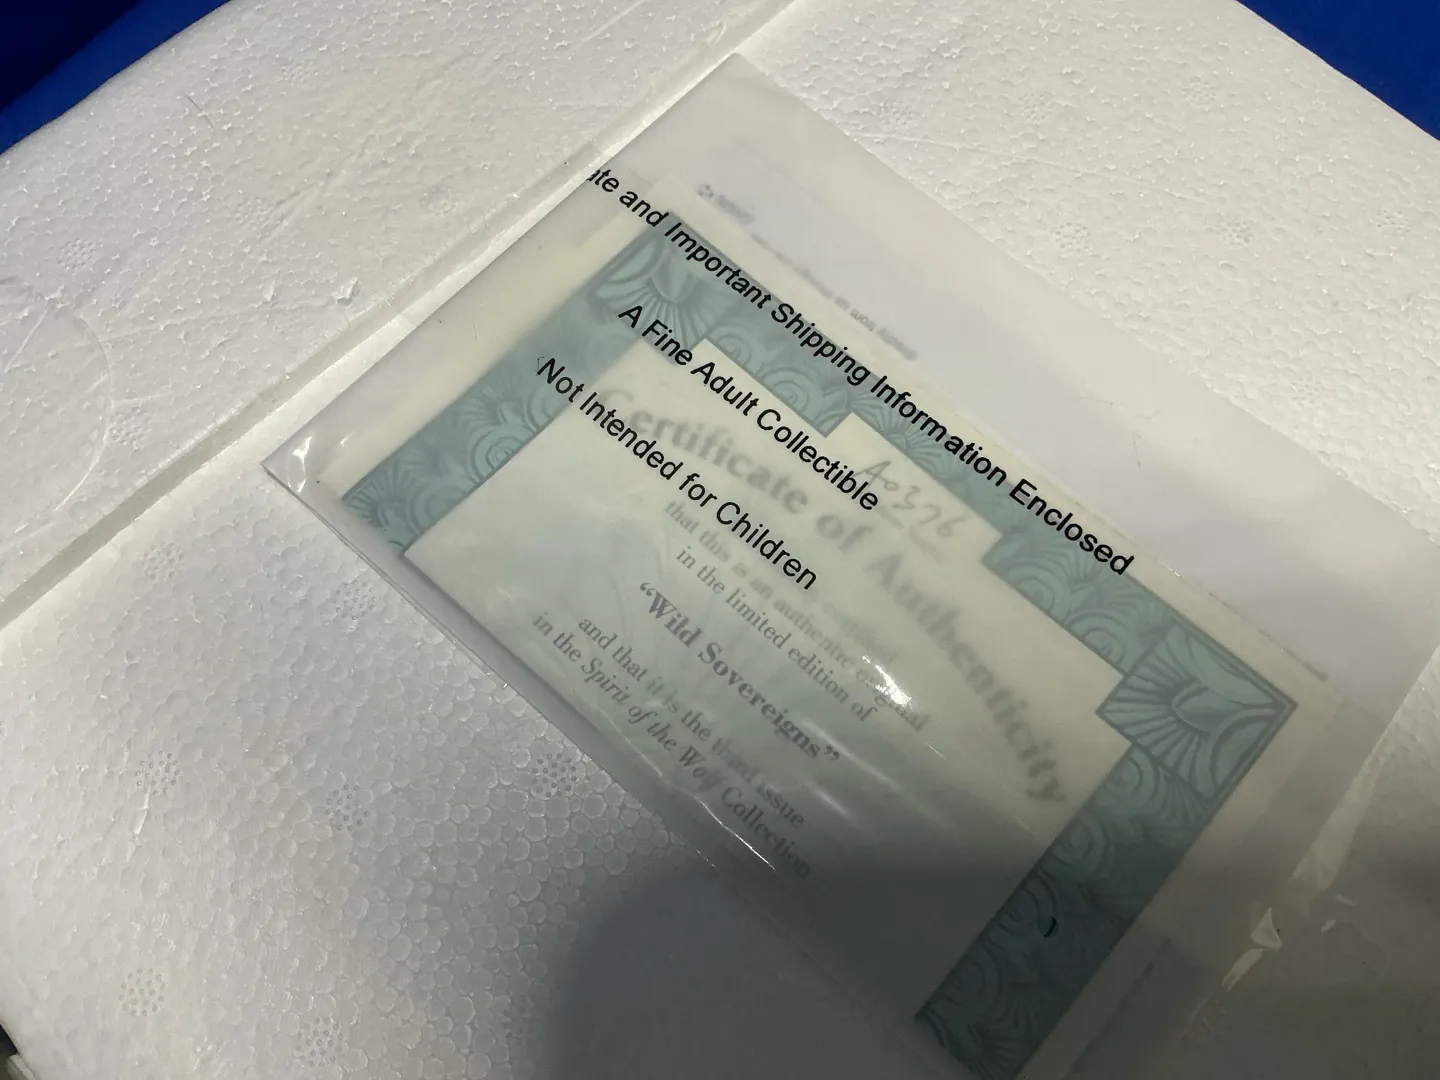 and Important Shipping Information Enclosed
A Fine Adult Collectible
Not Intended for Children
A0376
Certificate of Authenticity
that this is an authentic original
in the limited edition of
“Wild Sovereigns”
and that it is the third issue
in the Spirit of the Wolf Collection